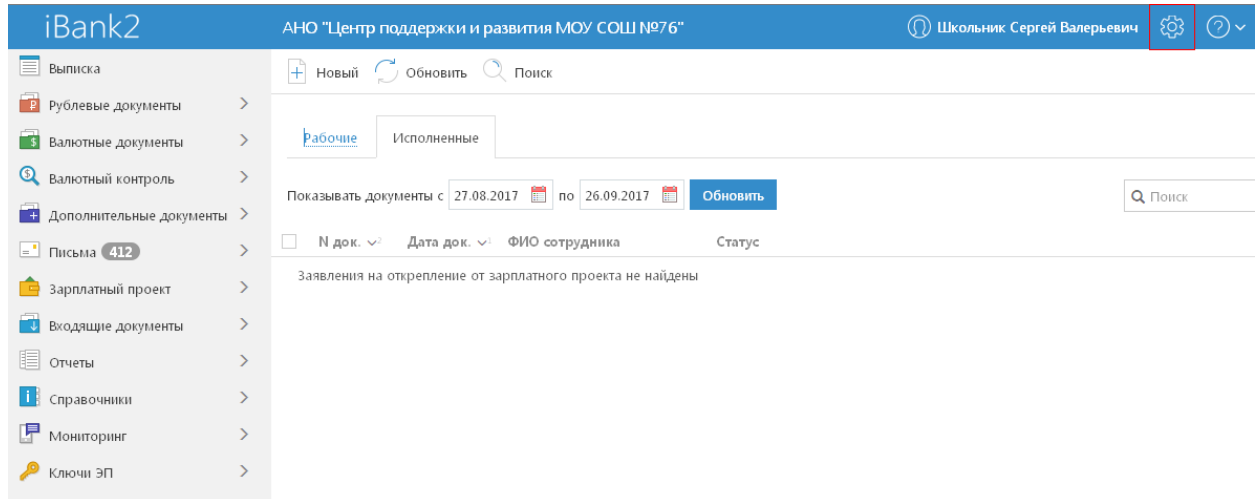 iBank2 АНО "Центр поддержки и развития МОУ СОШ №76" Школьник Сергей Валерьевич
Выписка
Рублевые документы
Валютные документы
Валютный контроль
Дополнительные документы
Письма 412
Зарплатный проект
Входящие документы
Отчеты
Справочники
Мониторинг
Ключи ЭП
Новый Обновить Поиск
Рабочие Исполненные
Показывать документы с 27.08.2017 по 26.09.2017 Обновить Поиск
N док. 2 Дата док. 1 ФИО сотрудника Статус
Заявления на открепление от зарплатного проекта не найдены